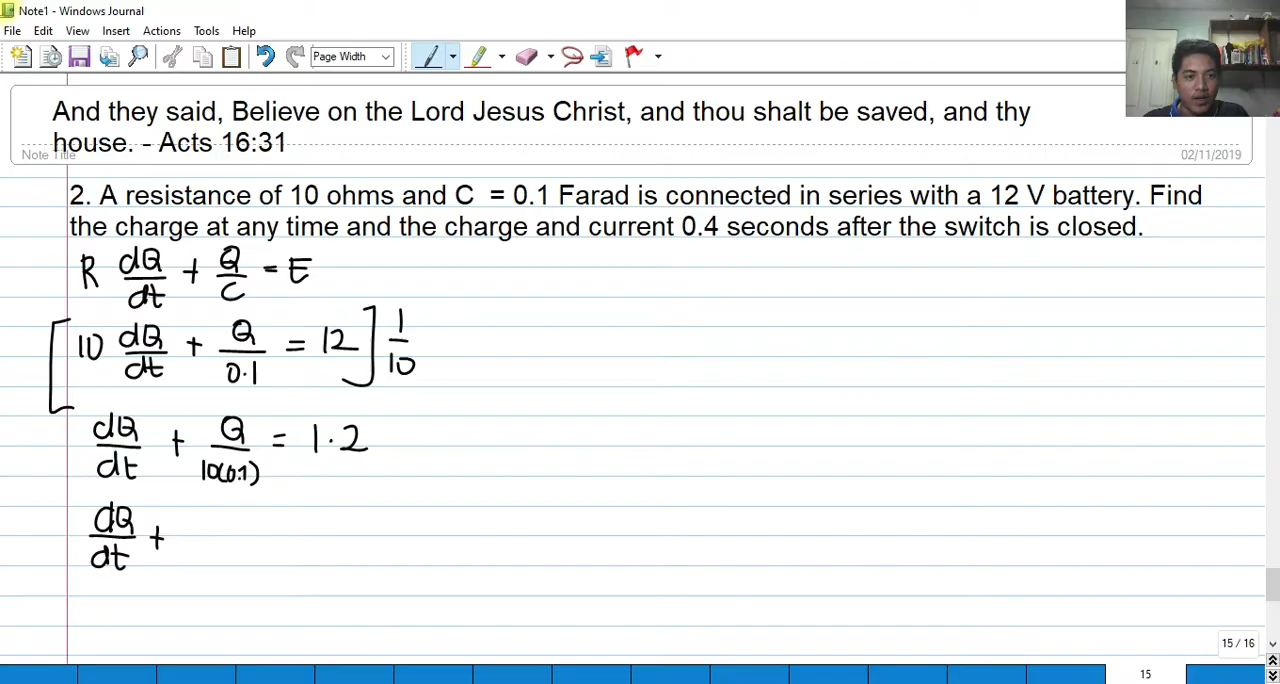 Note1 - Windows Journal
File Edit View Insert Actions Tools Help
Page Width
And they said, Believe on the Lord Jesus Christ, and thou shalt be saved, and thy
house. - Acts 16:31
Note Title
02/11/2019
2. A resistance of 10 ohms and C = 0.1 Farad is connected in series with a 12 V battery. Find
the charge at any time and the charge and current 0.4 seconds after the switch is closed.
R dQ/dt + Q/C = E
[10 dQ/dt + Q/0.1 = 12] 1/10
dQ/dt + Q/10(0.1) = 1.2
dQ/dt +
15 / 16
15